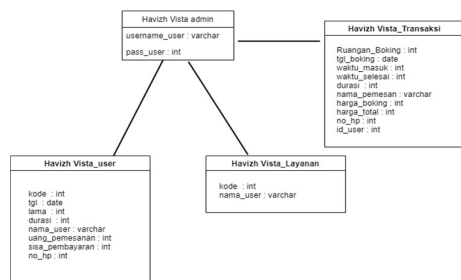 Havizh Vista admin
username_user : varchar
pass_user : int
Havizh Vista_Transaksi
Ruangan_Boking : int
tgl_boking : date
waktu_masuk : int
waktu_selesai : int
durasi : int
nama_pemesan : varchar
harga_boking : int
harga_total : int
no_hp : int
id_user : int
Havizh Vista_user
kode : int
tgl : date
lama : int
durasi : int
nama_user : varchar
uang_pemesanan : int
sisa_pembayaran : int
no_hp : int
Havizh Vista_Layanan
kode : int
nama_user : varchar